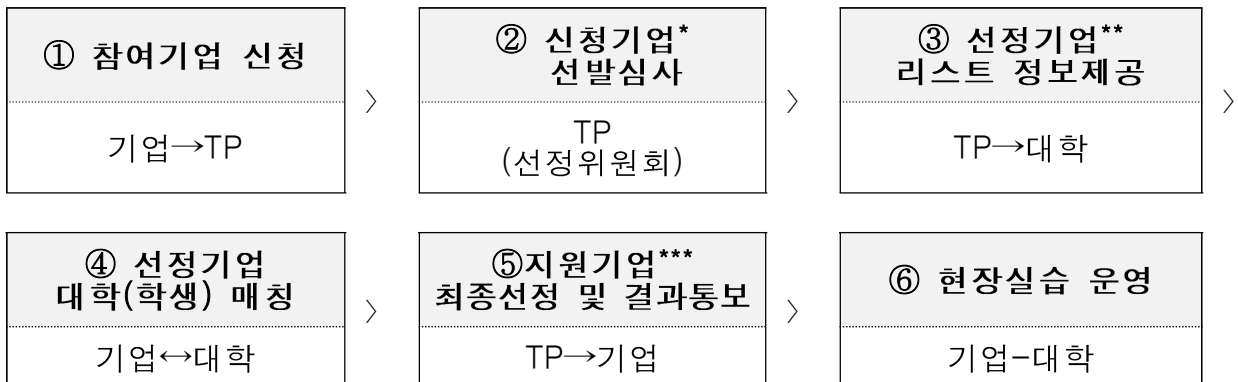 ① 참여기업 신청
기업→TP
〉
② 신청기업*
선발심사
TP
(선정위원회)
〉
③ 선정기업**
리스트 정보제공
TP→대학
〉
④ 선정기업
대학(학생) 매칭
기업↔대학
〉
⑤지원기업***
최종선정 및 결과통보
TP→기업
〉
⑥ 현장실습 운영
기업–대학